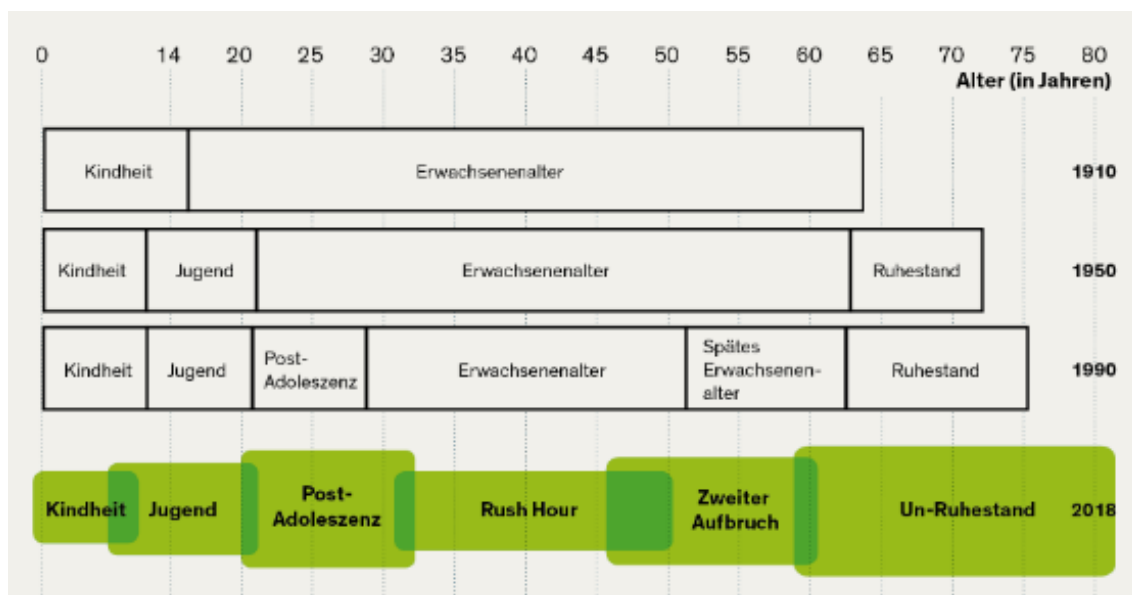 0 14 20 25 30 35 40 45 50 55 60 65 70 75 80
Alter (in Jahren)
Kindheit Erwachsenenalter 1910
Kindheit Jugend Erwachsenenalter Ruhestand 1950
Kindheit Jugend Post-
Adoleszenz Erwachsenenalter Spätes
Erwachsenen-
alter Ruhestand 1990
Kindheit Jugend Post-
Adoleszenz Rush Hour Zweiter
Aufbruch Un-Ruhestand 2018